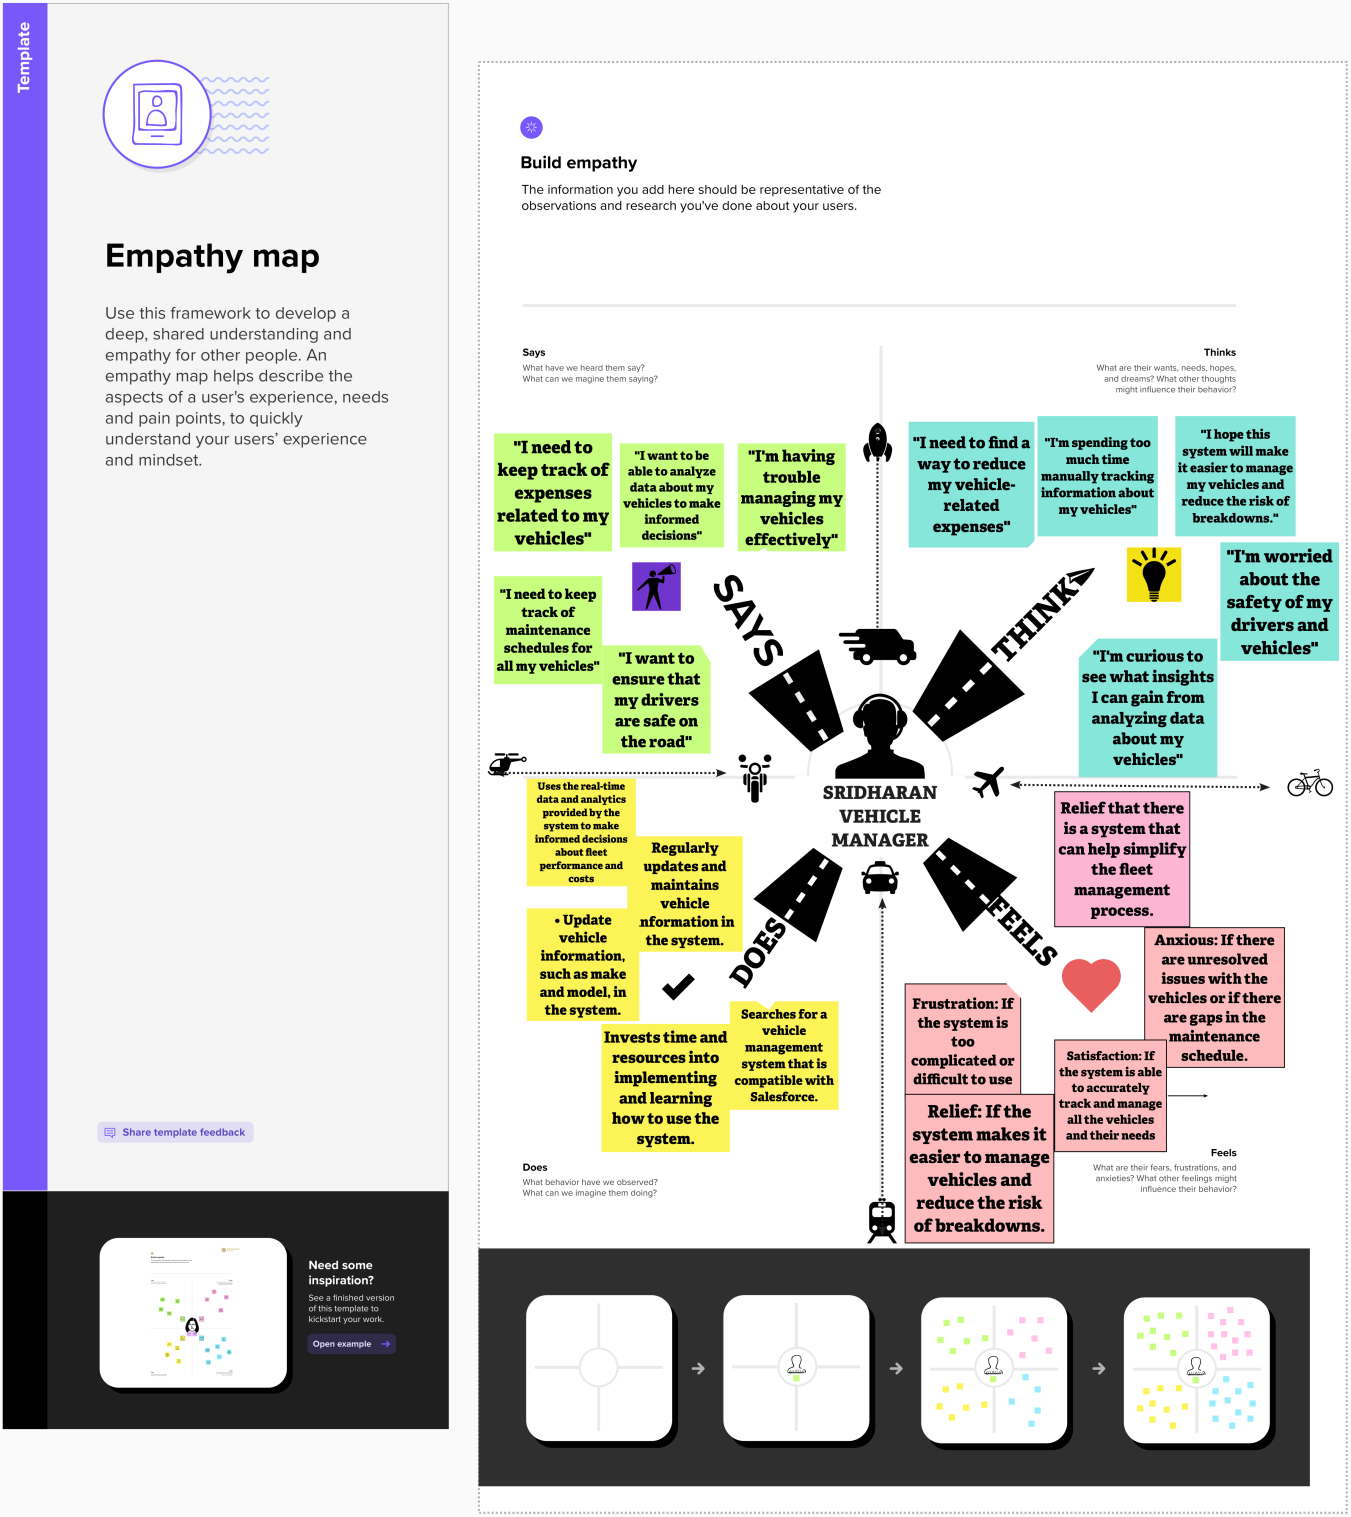 Template
Empathy map
Use this framework to develop a
deep, shared understanding and
empathy for other people. An
empathy map helps describe the
aspects of a user's experience, needs
and pain points, to quickly
understand your users' experience
and mindset.
Share template feedback
Need some
inspiration?
See a finished version
of this template to
kickstart your work.
Open example
Build empathy
The information you add here should be representative of the
observations and research you've done about your users.
Says
What have we heard them say?
What can we magine them saying?
Thinks
What are their wants, needs, hopes,
and dreams? What other thoughts
might influence their behavior?
"I need to
keep track of
expenses
related to my
vehicles"
"I want to be
able to analyze
data about my
vehicles to make
informed
decisions"
"I'm having
trouble
managing my
vehicles
effectively"
"I need to find a
way to reduce
my vehicle-
related
expenses"
"I'm spending too
much time
manually tracking
information about
my vehicles"
"I hope this
system will make
it easier to manage
my vehicles and
reduce the risk of
breakdowns."
"I'm worried
about the
safety of my
drivers and
vehicles"
"I need to keep
track of
maintenance
schedules for
all my vehicles"
"I want to
ensure that
my drivers
are safe on
the road"
SAYS
THINK
"I'm curious to
see what insights
I can gain from
analyzing data
about my
vehicles"
SRIDHARAN
VEHICLE
MANAGER
Uses the real-time
data and analytics
provided by the
system to make
informed decisions
about fleet
performance and
costs
Regularly
updates and
maintains
vehicle
information in
the system.
• Update
vehicle
information,
such as make
and model, in
the system.
DOES
FEELS
Invests time and
resources into
implementing
and learning
how to use the
system.
Searches for a
vehicle
management
system that is
compatible with
Salesforce.
Relief that there
is a system that
can help simplify
the fleet
management
process.
Anxious: If there
are unresolved
issues with the
vehicles or if there
are gaps in the
maintenance
schedule.
Frustration: If
the system is
too
complicated or
difficult to use
Satisfaction: If
the system is able
to accurately
track and manage
all the vehicles
and their needs
Relief: If the
system makes it
easier to manage
vehicles and
reduce the risk
of breakdowns.
Does
What behavior have we observed?
What can we imagine them doing?
Feels
What are their fears, frustrations, and
anxieties? What other feelings might
influence their behavior?